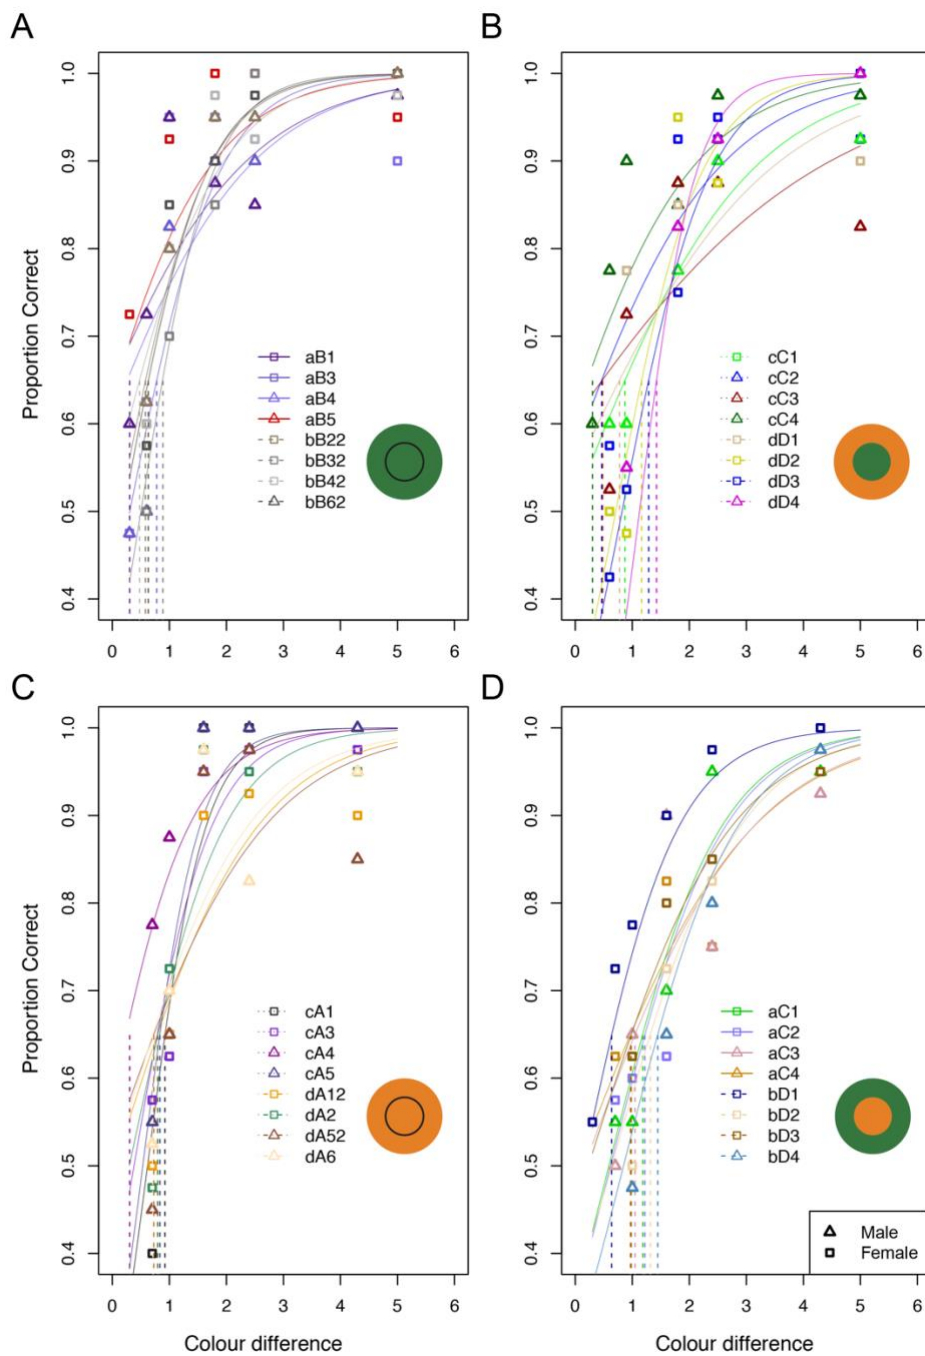 A
Proportion Correct
1.0
0.9
0.8
0.7
0.6
0.5
0.4
aB1
aB3
aB4
aB5
bB22
bB32
bB42
bB62
0 1 2 3 4 5 6
B
1.0
0.9
0.8
0.7
0.6
0.5
0.4
cC1
cC2
cC3
cC4
dD1
dD2
dD3
dD4
0 1 2 3 4 5 6
C
Proportion Correct
1.0
0.9
0.8
0.7
0.6
0.5
0.4
cA1
cA3
cA4
cA5
dA12
dA2
dA52
dA6
0 1 2 3 4 5 6
Colour difference
D
1.0
0.9
0.8
0.7
0.6
0.5
0.4
aC1
aC2
aC3
aC4
bD1
bD2
bD3
bD4
Male
Female
0 1 2 3 4 5 6
Colour difference